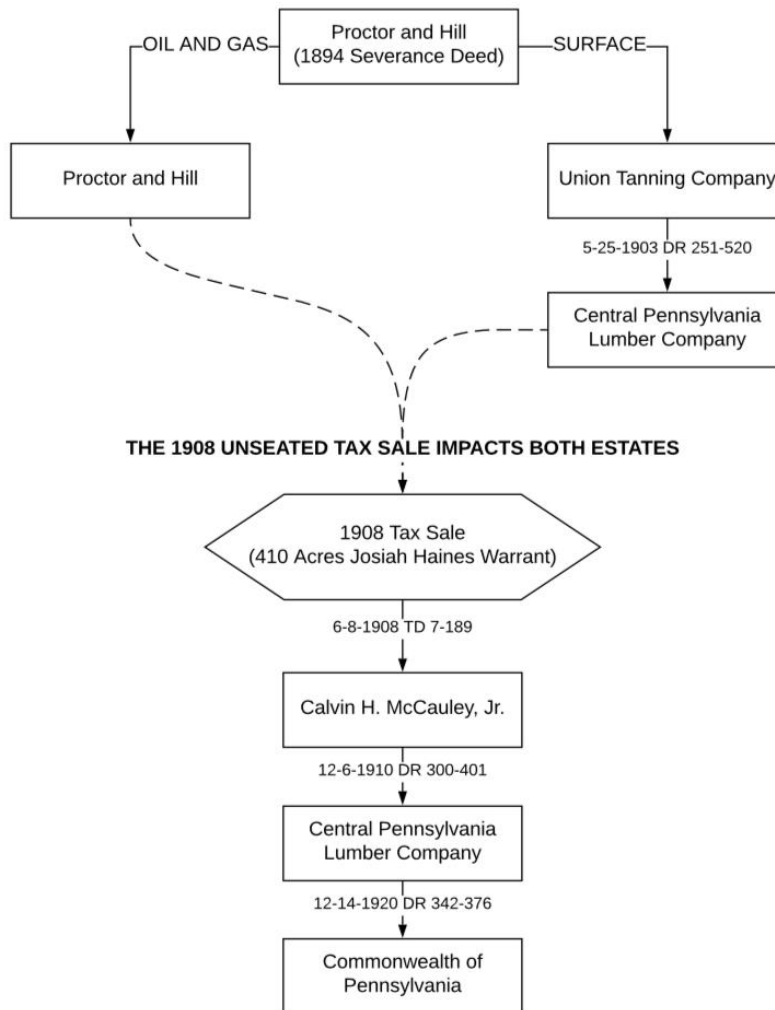 Proctor and Hill
(1894 Severance Deed)
OIL AND GAS
SURFACE
Proctor and Hill
Union Tanning Company
5-25-1903 DR 251-520
Central Pennsylvania
Lumber Company
THE 1908 UNSEATED TAX SALE IMPACTS BOTH ESTATES
1908 Tax Sale
(410 Acres Josiah Haines Warrant)
6-8-1908 TD 7-189
Calvin H. McCauley, Jr.
12-6-1910 DR 300-401
Central Pennsylvania
Lumber Company
12-14-1920 DR 342-376
Commonwealth of
Pennsylvania